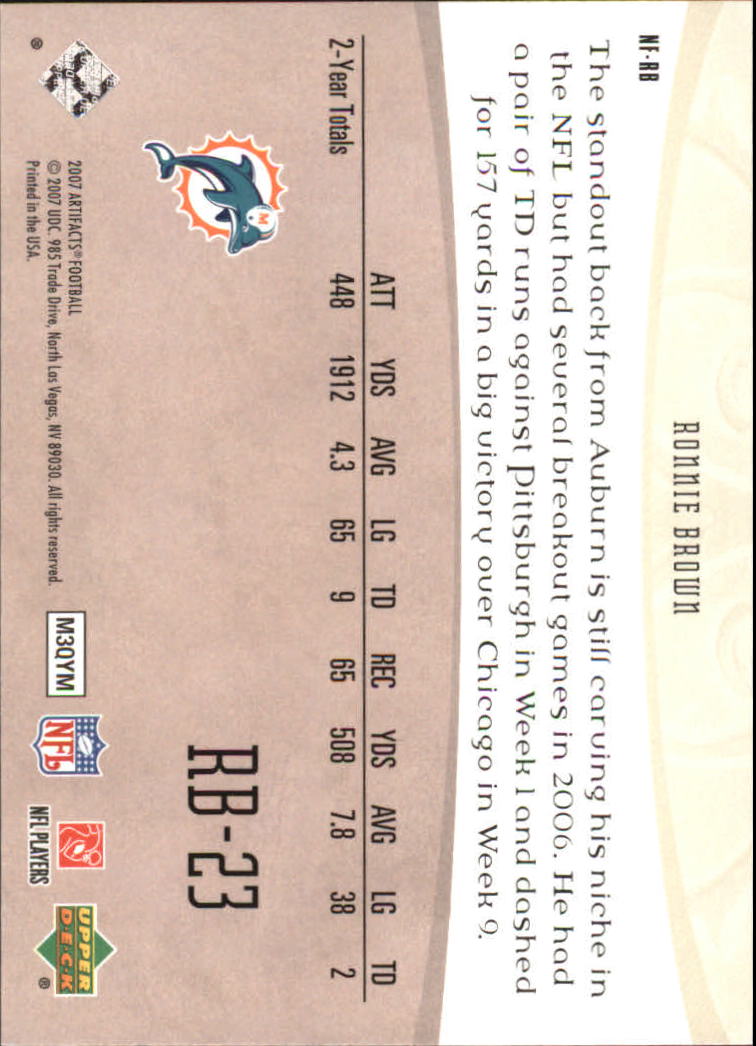 NF-RB
RONNIE BROWN
The standout back from Auburn is still carving his niche in
the NFL but had several breakout games in 2006. He had
a pair of TD runs against Pittsburgh in Week 1 and dashed
for 157 yards in a big victory over Chicago in Week 9.
ATT YDS AVG LG TD REC YDS AVG LG TD
2-Year Totals 448 1912 4.3 65 9 65 508 7.8 38 2
M
RB-23
2007 ARTIFACTS® FOOTBALL
© 2007 UDC. 985 Trade Drive, North Las Vegas, NV 89030. All rights reserved.
Printed in the USA.
M3QYM
NFL
NFL PLAYERS
UPPER
DECK
®
®